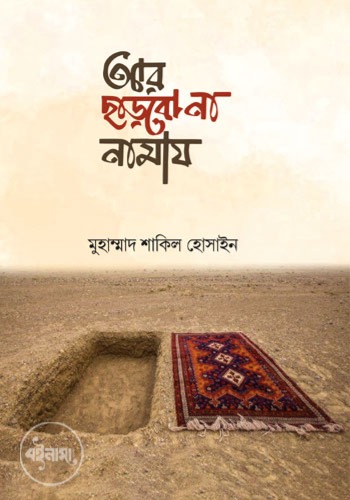 আর
ছাড়বো না
নামায
মুহাম্মাদ শাকিল হোসাইন
বইনামা